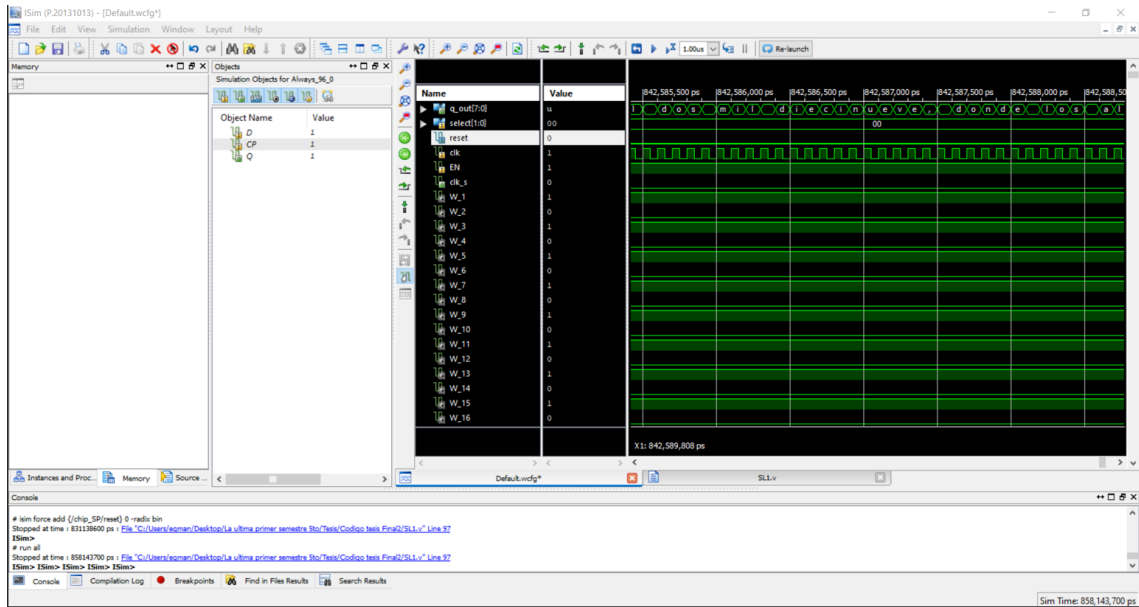 ISim (P.20131013) - [Default.wcfg*]
File Edit View Simulation Window Layout Help
1.00us Re-launch
Memory
Objects
Simulation Objects for Always_96_0
Object Name Value
D 1
CP 1
Q 1
Name Value
842,585,500 ps 842,586,000 ps 842,586,500 ps 842,587,000 ps 842,587,500 ps 842,588,000 ps 842,588,50
q_out[7:0] u l d o s m i l d i e c i n u e v e , d o n d e l o s a l
select[1:0] 00 00
reset 0
clk 1
EN 1
clk_s 0
W_1 1
W_2 0
W_3 1
W_4 0
W_5 1
W_6 0
W_7 1
W_8 0
W_9 1
W_10 0
W_11 1
W_12 0
W_13 1
W_14 0
W_15 1
W_16 0
X1: 842,589,808 ps
Instances and Proc... Memory Source ...
Default.wcfg* SL1.v
Console
# isim force add {/chip_SP/reset} 0 -radix bin
Stopped at time : 831138600 ps : File "C:/Users/eqman/Desktop/La ultima primer semestre 5to/Tesis/Codigo tesis Final2/SL1.v" Line 97
ISim>
# run all
Stopped at time : 858143700 ps : File "C:/Users/eqman/Desktop/La ultima primer semestre 5to/Tesis/Codigo tesis Final2/SL1.v" Line 97
ISim> ISim> ISim> ISim> ISim>
Console Compilation Log Breakpoints Find in Files Results Search Results
Sim Time: 858,143,700 ps